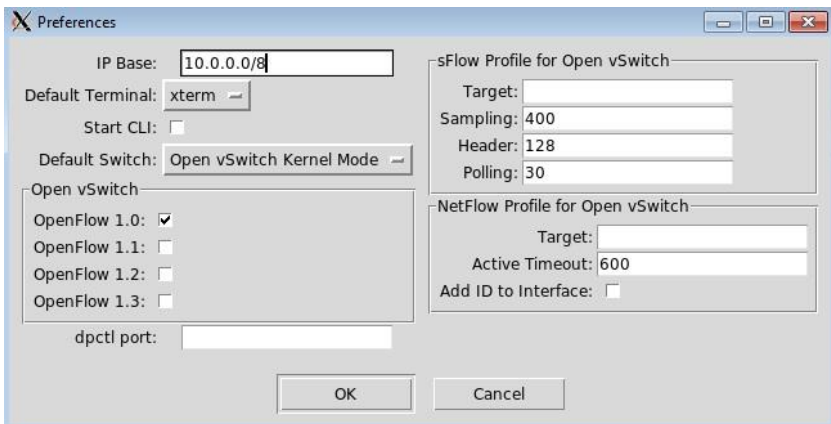 Preferences
IP Base: 10.0.0.0/8
Default Terminal: xterm
Start CLI:
Default Switch: Open vSwitch Kernel Mode
Open vSwitch
OpenFlow 1.0:
OpenFlow 1.1:
OpenFlow 1.2:
OpenFlow 1.3:
dpctl port:
sFlow Profile for Open vSwitch
Target:
Sampling: 400
Header: 128
Polling: 30
NetFlow Profile for Open vSwitch
Target:
Active Timeout: 600
Add ID to Interface:
OK
Cancel